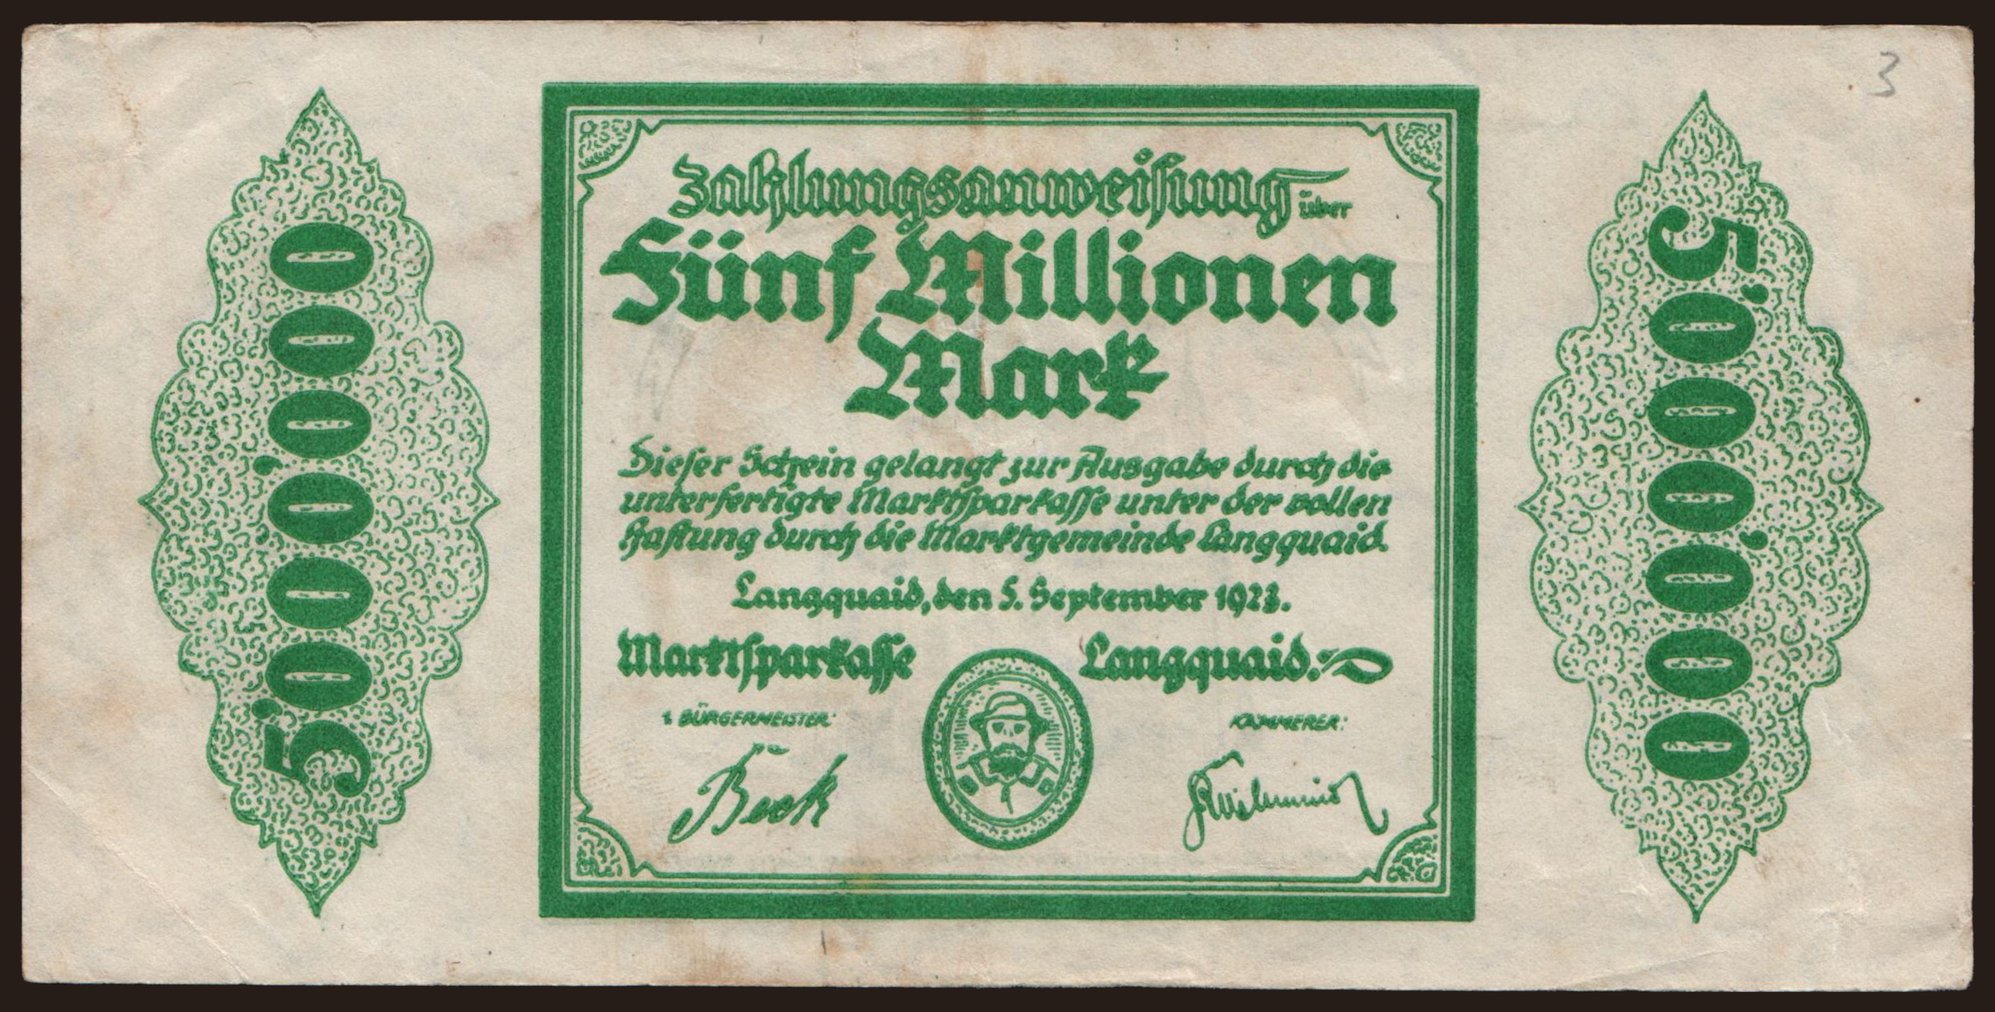 3
5'000'000
Zahlungsanweisung über
Fünf Millionen
Mark
Dieser Schein gelangt zur Ausgabe durch die
unterfertigte Marktsparkasse unter der vollen
Haftung durch die Marktgemeinde Langquaid.
Langquaid, den 5. September 1923.
Marktsparkasse Langquaid.
1. BÜRGERMEISTER: KÄMMERER:
Beck
5'000'000